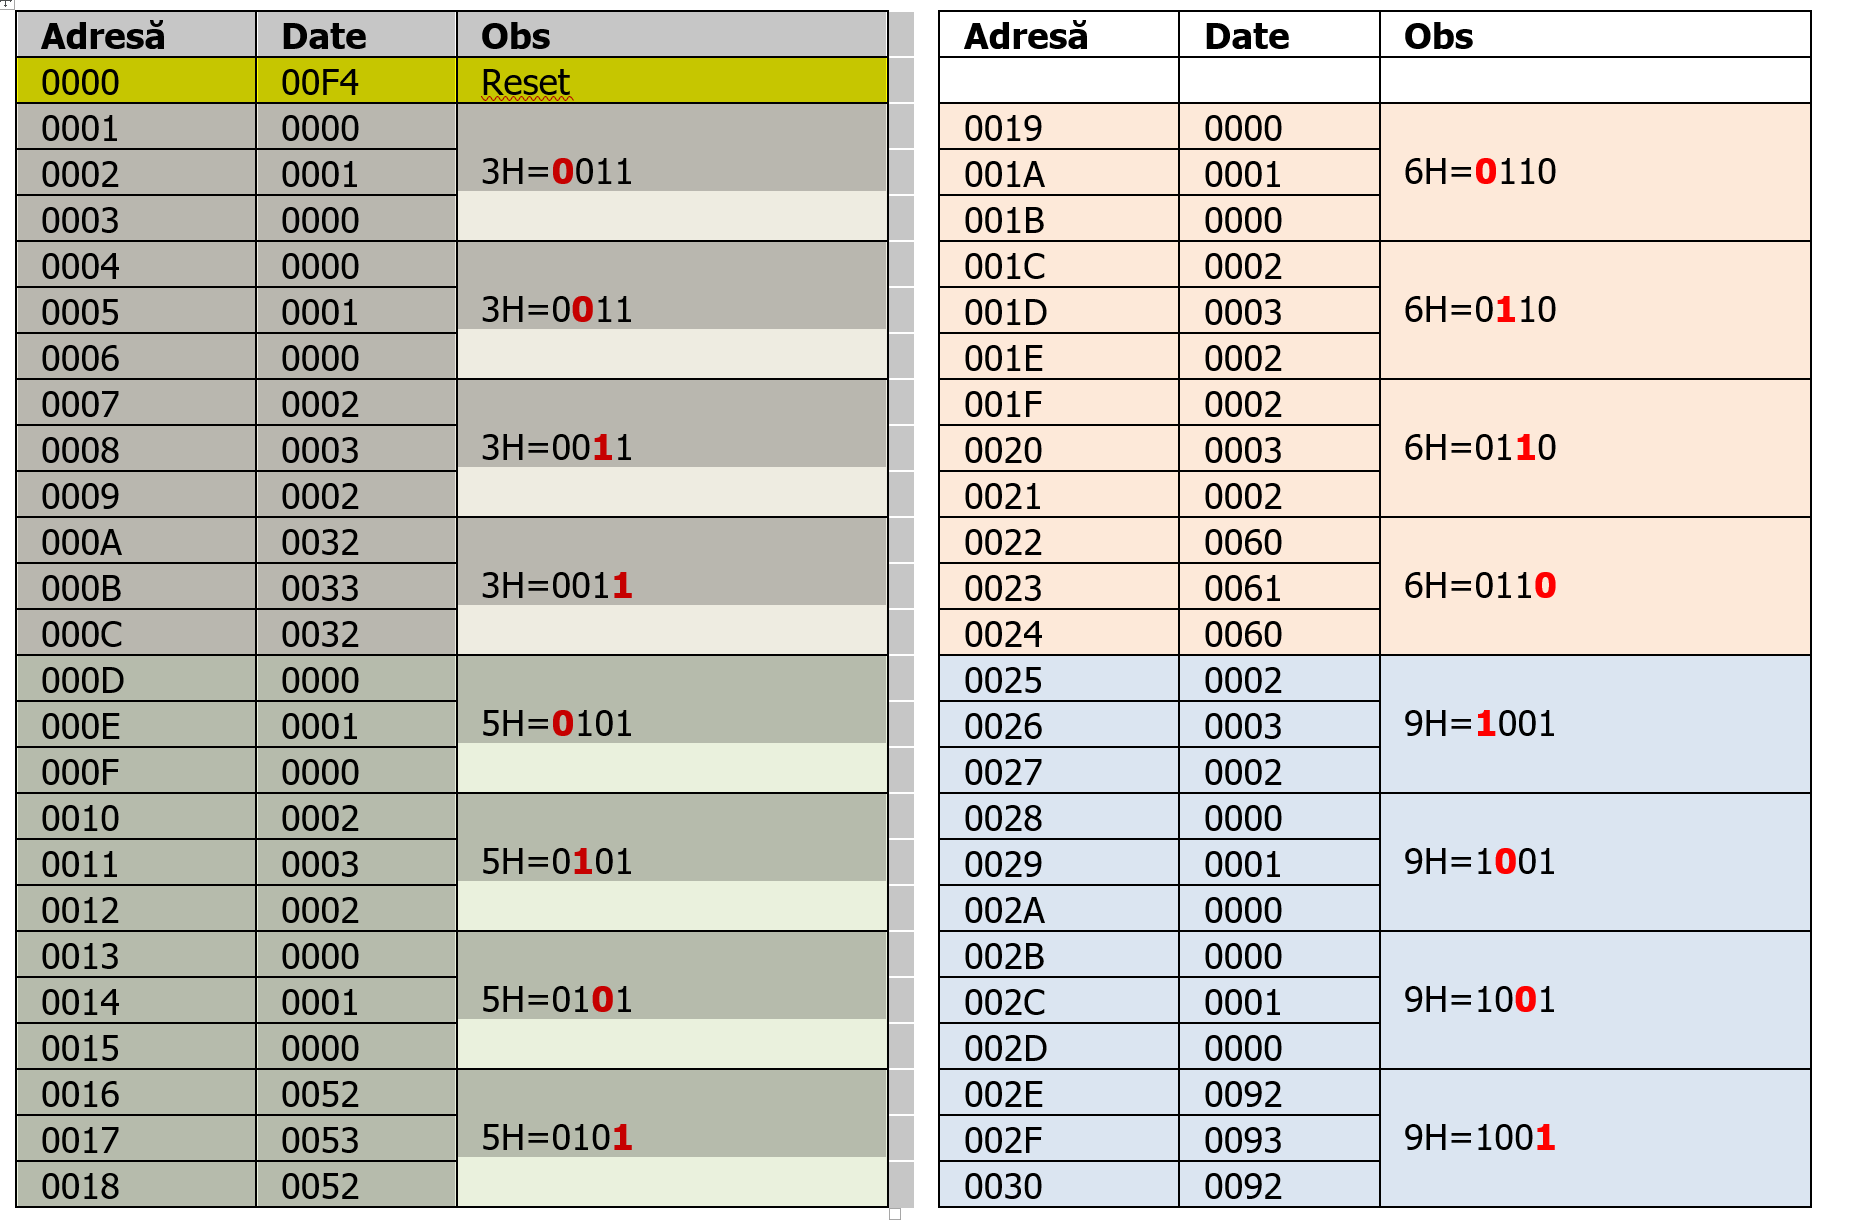 Adresă Date Obs
0000 00F4 Reset
0001 0000
0002 0001 3H=0011
0003 0000
0004 0000
0005 0001 3H=0011
0006 0000
0007 0002
0008 0003 3H=0011
0009 0002
000A 0032
000B 0033 3H=0011
000C 0032
000D 0000
000E 0001 5H=0101
000F 0000
0010 0002
0011 0003 5H=0101
0012 0002
0013 0000
0014 0001 5H=0101
0015 0000
0016 0052
0017 0053 5H=0101
0018 0052
Adresă Date Obs
0019 0000
001A 0001 6H=0110
001B 0000
001C 0002
001D 0003 6H=0110
001E 0002
001F 0002
0020 0003 6H=0110
0021 0002
0022 0060
0023 0061 6H=0110
0024 0060
0025 0002
0026 0003 9H=1001
0027 0002
0028 0000
0029 0001 9H=1001
002A 0000
002B 0000
002C 0001 9H=1001
002D 0000
002E 0092
002F 0093 9H=1001
0030 0092